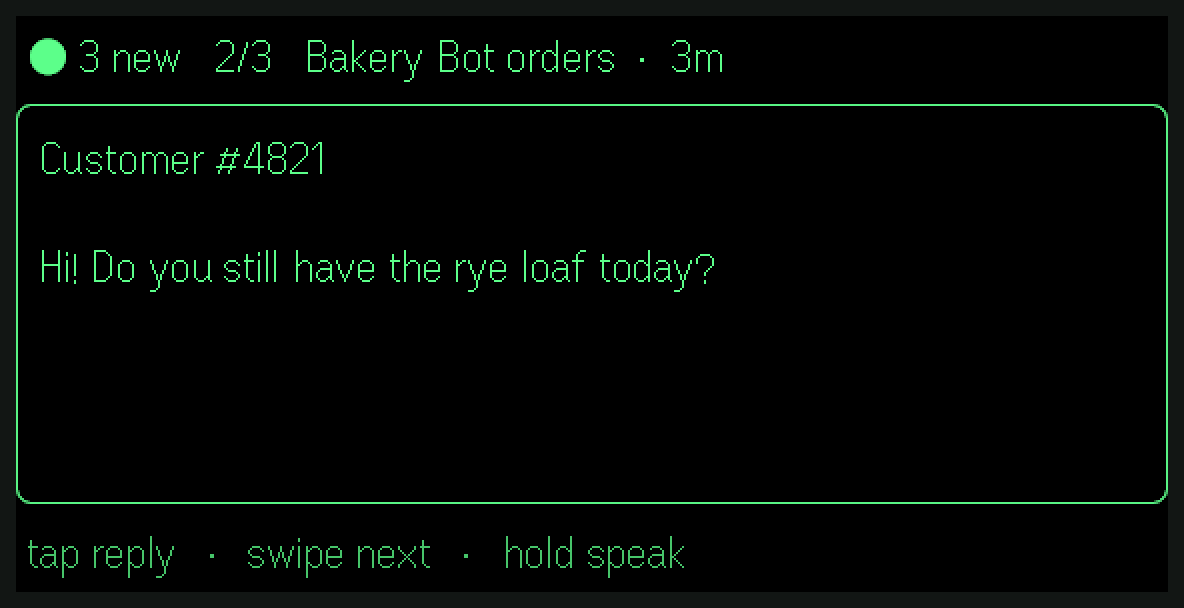 3 new 2/3 Bakery Bot orders · 3m
Customer #4821
Hi! Do you still have the rye loaf today?
tap reply · swipe next · hold speak